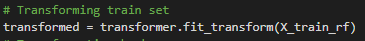 # Transforming train set
transformed = transformer.fit_transform(X_train_rf)